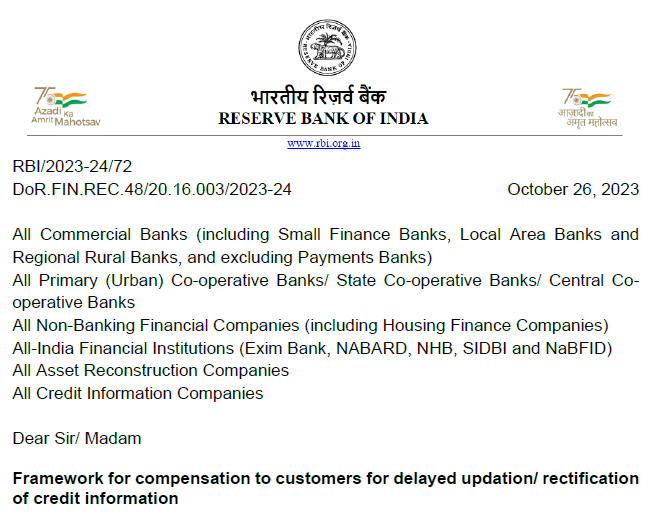 भारतीय रिज़र्व बैंक
RESERVE BANK OF INDIA
Azadi Ka
Amrit Mahotsav
आज़ादी का
अमृत महोत्सव
www.rbi.org.in
RBI/2023-24/72
DoR.FIN.REC.48/20.16.003/2023-24 October 26, 2023
All Commercial Banks (including Small Finance Banks, Local Area Banks and
Regional Rural Banks, and excluding Payments Banks)
All Primary (Urban) Co-operative Banks/ State Co-operative Banks/ Central Co-
operative Banks
All Non-Banking Financial Companies (including Housing Finance Companies)
All-India Financial Institutions (Exim Bank, NABARD, NHB, SIDBI and NaBFID)
All Asset Reconstruction Companies
All Credit Information Companies
Dear Sir/ Madam
Framework for compensation to customers for delayed updation/ rectification
of credit information